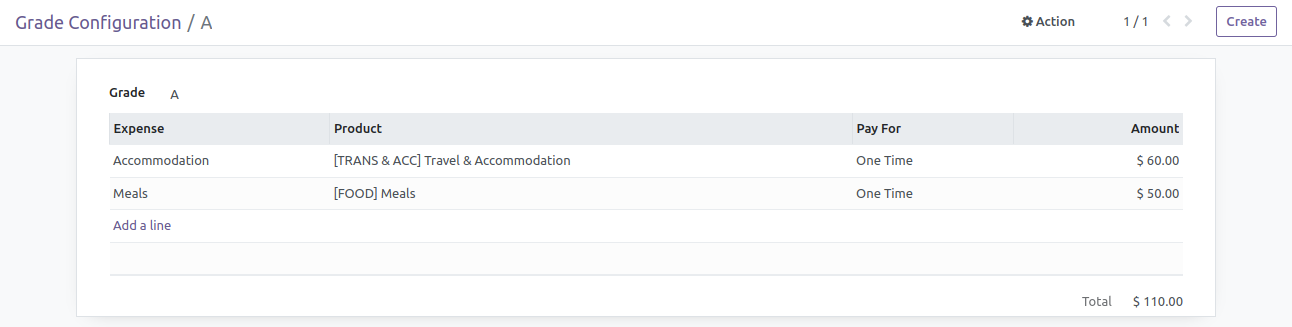 Grade Configuration / A Action 1 / 1 Create
Grade A
Expense Product Pay For Amount
Accommodation [TRANS & ACC] Travel & Accommodation One Time $ 60.00
Meals [FOOD] Meals One Time $ 50.00
Add a line
Total $ 110.00